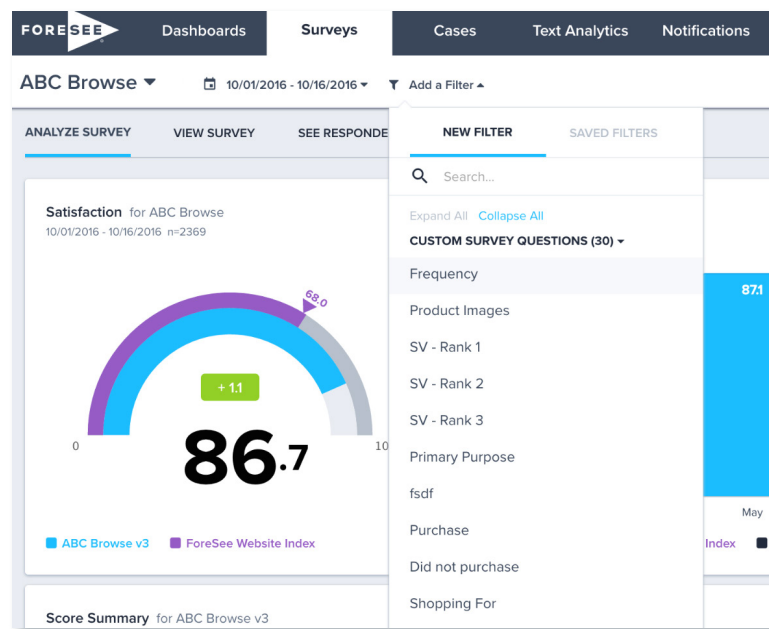 FORESEE Dashboards Surveys Cases Text Analytics Notifications
ABC Browse 10/01/2016 - 10/16/2016 Add a Filter
ANALYZE SURVEY VIEW SURVEY SEE RESPONDE
NEW FILTER SAVED FILTERS
Search...
Expand All Collapse All
CUSTOM SURVEY QUESTIONS (30)
Frequency
Product Images
SV - Rank 1
SV - Rank 2
SV - Rank 3
Primary Purpose
fsdf
Purchase
Did not purchase
Shopping For
Satisfaction for ABC Browse
10/01/2016 - 10/16/2016 n=2369
68.0
+ 1.1
86.7
0 10
ABC Browse v3 ForeSee Website Index
87.1
May
Index
Score Summary for ABC Browse v3